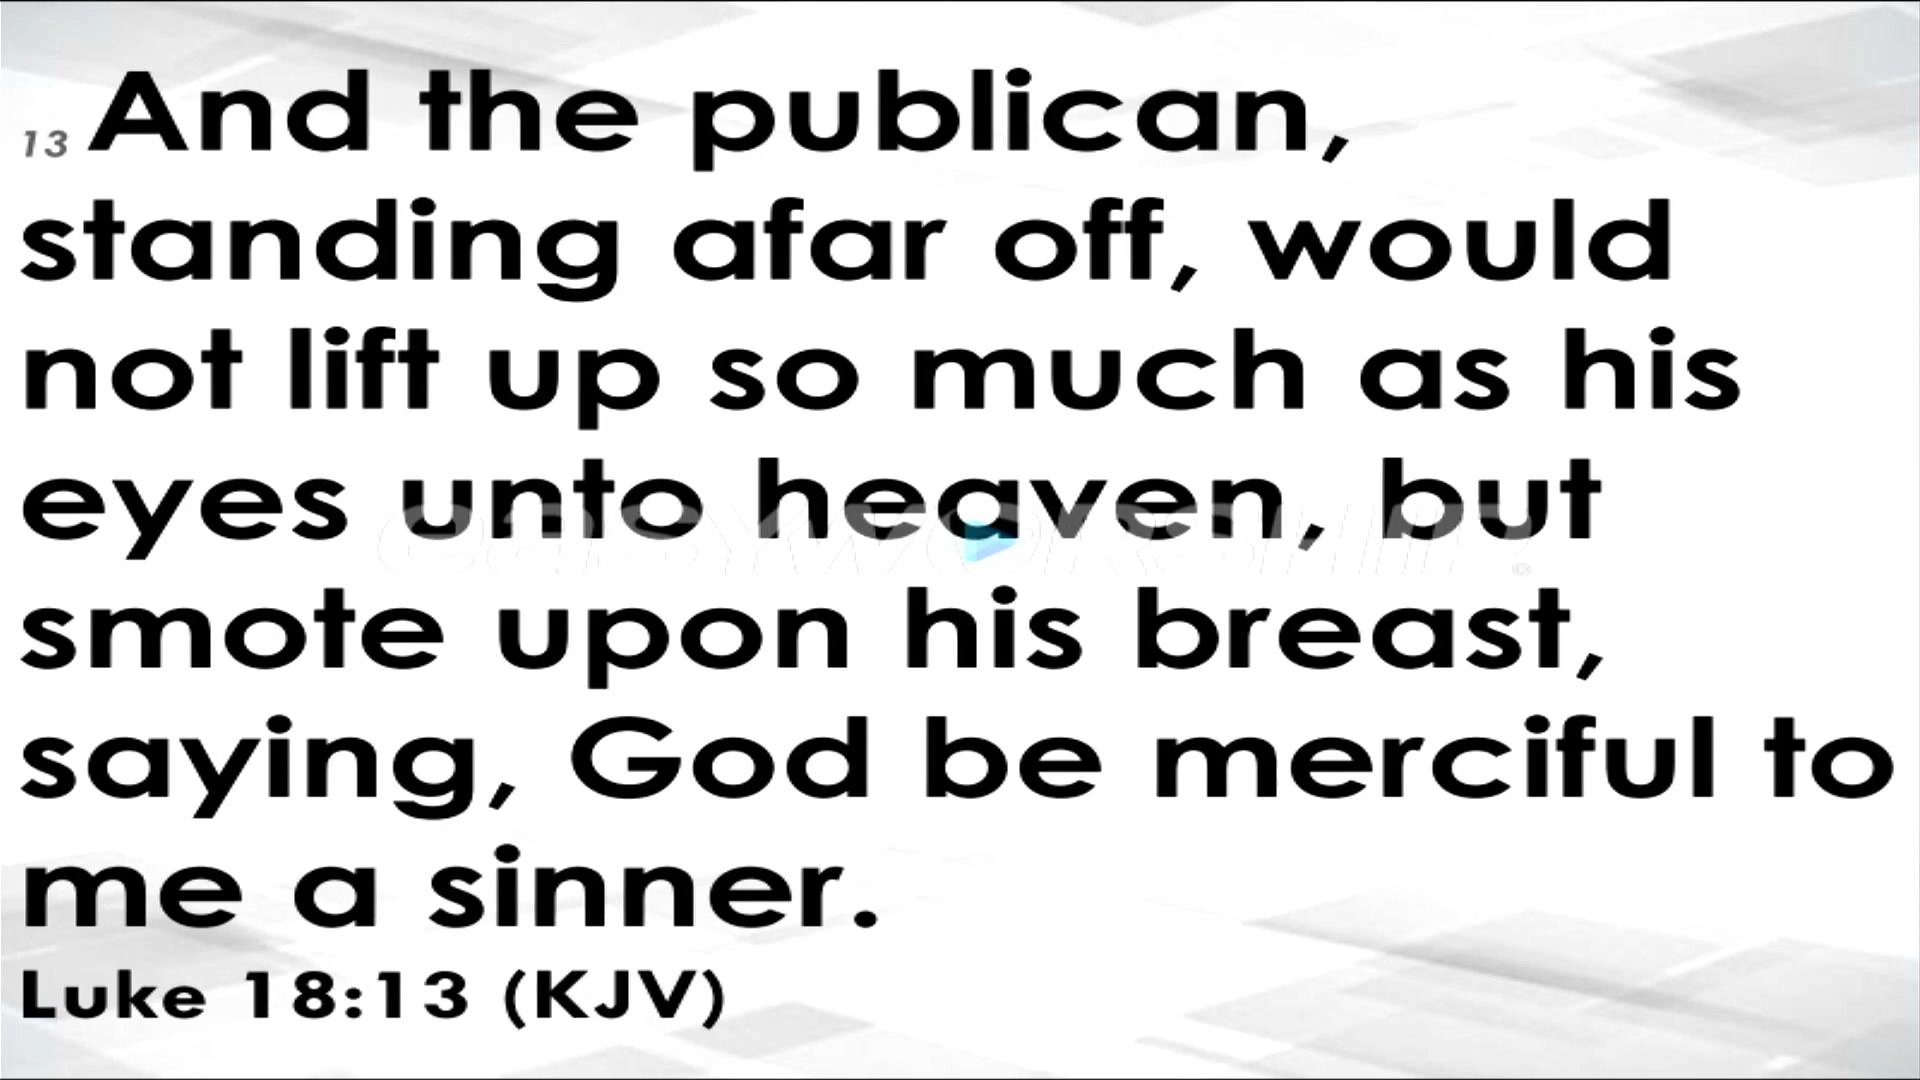 13 And the publican,
standing afar off, would
not lift up so much as his
eyes unto heaven, but
easyworship®
smote upon his breast,
saying, God be merciful to
me a sinner.
Luke 18:13 (KJV)